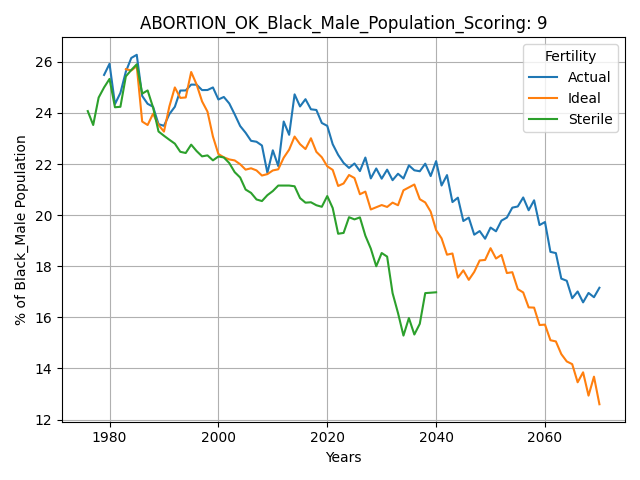 ABORTION_OK_Black_Male_Population_Scoring: 9
Fertility
Actual
Ideal
Sterile
% of Black_Male Population
26
24
22
20
18
16
14
12
1980 2000 2020 2040 2060
Years